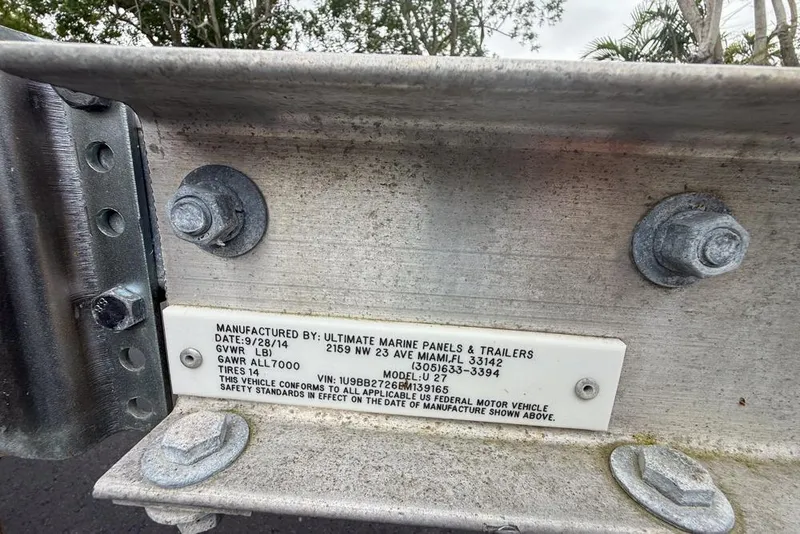 MANUFACTURED BY: ULTIMATE MARINE PANELS & TRAILERS
DATE:9/28/14 2159 NW 23 AVE MIAMI,FL 33142
GVWR LB) (305)633-3394
GAWR ALL7000 MODEL:U 27
TIRES 14 VIN: 1U9BB2726EM139165
THIS VEHICLE CONFORMS TO ALL APPLICABLE US FEDERAL MOTOR VEHICLE
SAFETY STANDARDS IN EFFECT ON THE DATE OF MANUFACTURE SHOWN ABOVE.